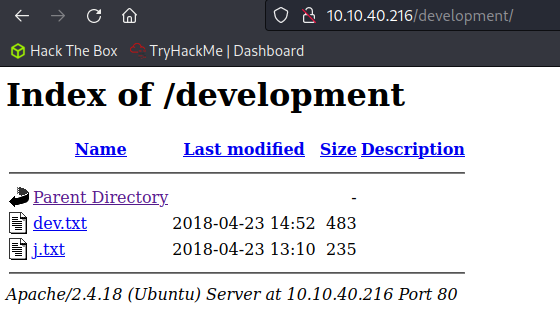 10.10.40.216/development/
Hack The Box TryHackMe | Dashboard
Index of /development
Name Last modified Size Description
Parent Directory -
dev.txt 2018-04-23 14:52 483
j.txt 2018-04-23 13:10 235
Apache/2.4.18 (Ubuntu) Server at 10.10.40.216 Port 80